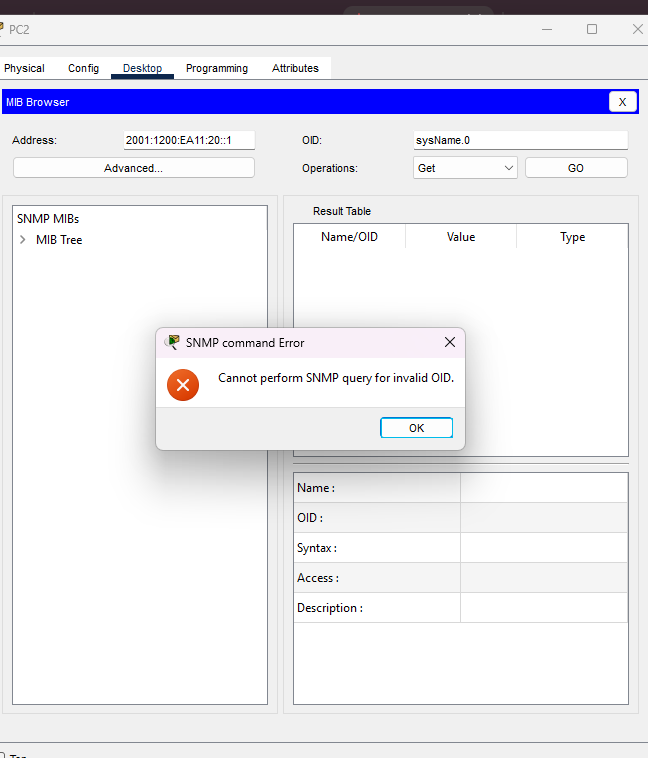 PC2
Physical Config Desktop Programming Attributes
MIB Browser X
Address: 2001:1200:EA11:20::1 OID: sysName.0
Advanced... Operations: Get GO
SNMP MIBs
MIB Tree
Result Table
Name/OID Value Type
SNMP command Error
Cannot perform SNMP query for invalid OID.
OK
Name :
OID :
Syntax :
Access :
Description :